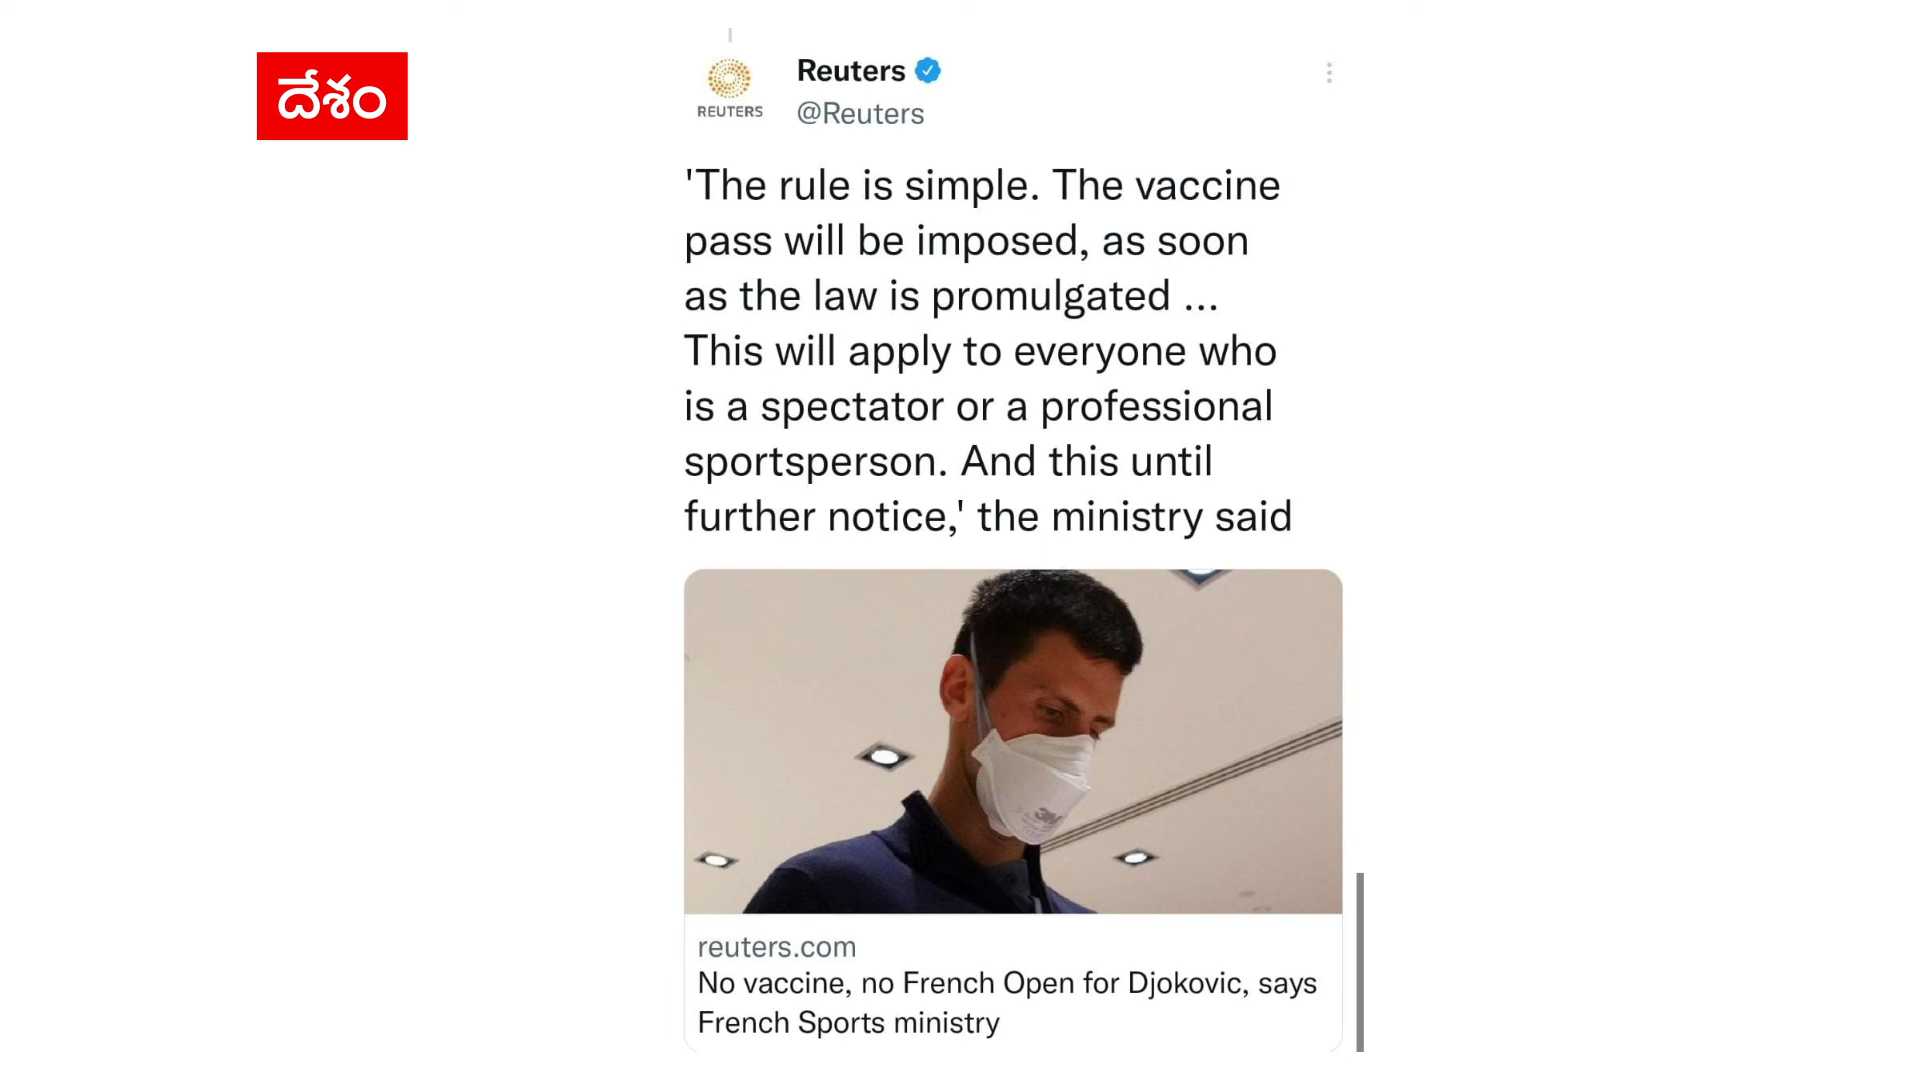 దేశం
Reuters
@Reuters
REUTERS
'The rule is simple. The vaccine
pass will be imposed, as soon
as the law is promulgated ...
This will apply to everyone who
is a spectator or a professional
sportsperson. And this until
further notice,' the ministry said
3M
reuters.com
No vaccine, no French Open for Djokovic, says
French Sports ministry